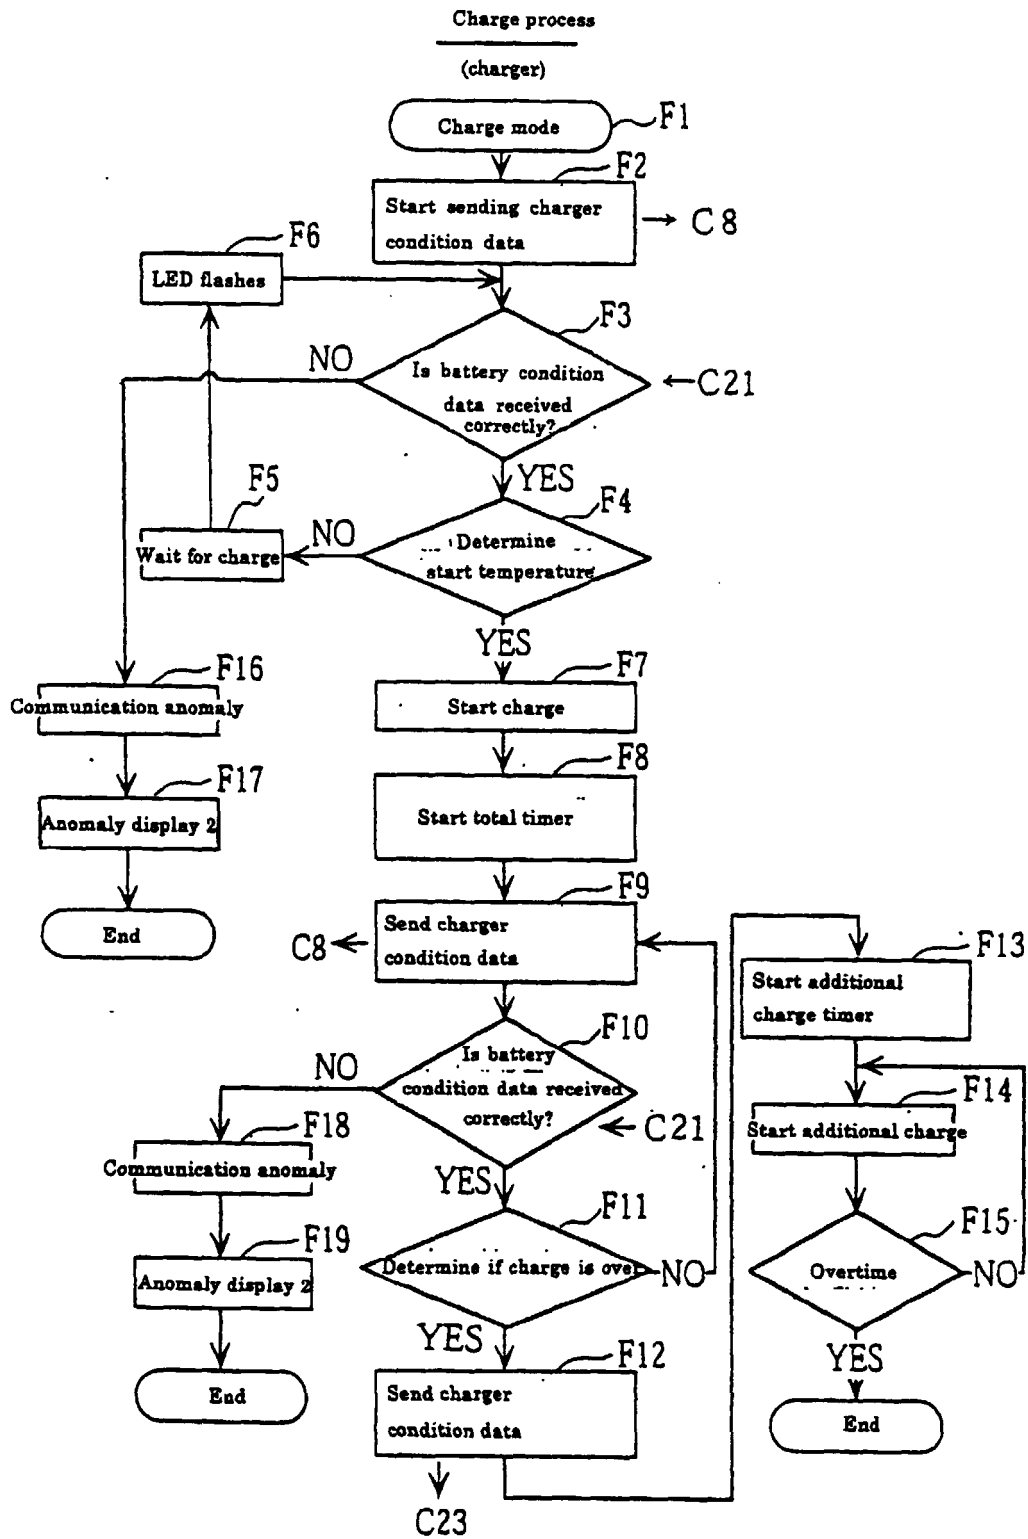 Charge process
(charger)
Charge mode
F1
F2
Start sending charger
condition data
C8
F6
LED flashes
F3
NO
Is battery condition
data received
correctly?
C21
YES
F5
F4
NO
Wait for charge
Determine
start temperature
YES
F16
Communication anomaly
F7
Start charge
F8
F17
Anomaly display 2
Start total timer
F9
End
Send charger
condition data
C8
F13
Start additional
charge timer
F10
Is battery
condition data received
correctly?
NO
C21
F14
Start additional charge
F18
Communication anomaly
YES
F11
F15
Determine if charge is over
NO
Overtime
NO
F19
Anomaly display 2
YES
F12
YES
End
Send charger
condition data
End
C23